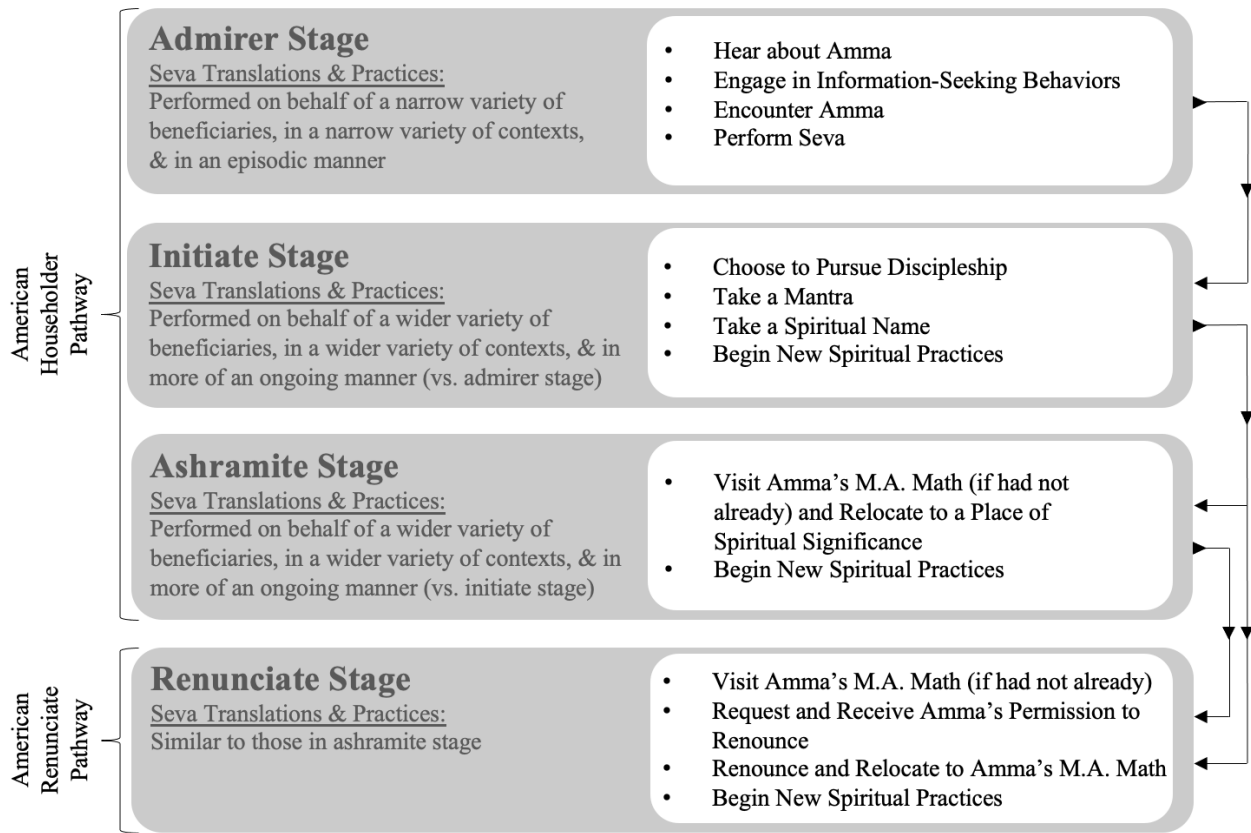 American
Householder
Pathway
Admirer Stage
Seva Translations & Practices:
Performed on behalf of a narrow variety of
beneficiaries, in a narrow variety of contexts,
& in an episodic manner
• Hear about Amma
• Engage in Information-Seeking Behaviors
• Encounter Amma
• Perform Seva
Initiate Stage
Seva Translations & Practices:
Performed on behalf of a wider variety of
beneficiaries, in a wider variety of contexts, & in
more of an ongoing manner (vs. admirer stage)
• Choose to Pursue Discipleship
• Take a Mantra
• Take a Spiritual Name
• Begin New Spiritual Practices
Ashramite Stage
Seva Translations & Practices:
Performed on behalf of a wider variety of
beneficiaries, in a wider variety of contexts, & in
more of an ongoing manner (vs. initiate stage)
• Visit Amma’s M.A. Math (if had not
already) and Relocate to a Place of
Spiritual Significance
• Begin New Spiritual Practices
American
Renunciate
Pathway
Renunciate Stage
Seva Translations & Practices:
Similar to those in ashramite stage
• Visit Amma’s M.A. Math (if had not already)
• Request and Receive Amma’s Permission to
Renounce
• Renounce and Relocate to Amma’s M.A. Math
• Begin New Spiritual Practices